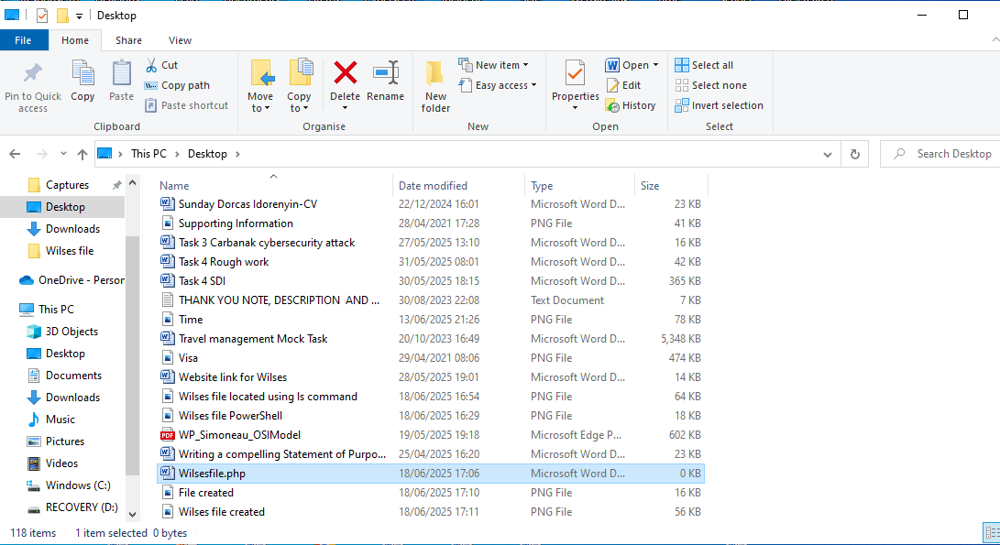 Desktop
File Home Share View
Pin to Quick access
Copy
Paste
Cut
Copy path
Paste shortcut
Clipboard
Move to
Copy to
Delete
Rename
Organise
New folder
New item
Easy access
New
Properties
Open
Edit
History
Open
Select all
Select none
Invert selection
Select
This PC > Desktop >
Search Desktop
Captures
Desktop
Downloads
Wilses file
OneDrive - Person
This PC
3D Objects
Desktop
Documents
Downloads
Music
Pictures
Videos
Windows (C:)
RECOVERY (D:)
Name Date modified Type Size
Sunday Dorcas Idorenyin-CV 22/12/2024 16:01 Microsoft Word D... 23 KB
Supporting Information 28/04/2021 17:28 PNG File 41 KB
Task 3 Carbanak cybersecurity attack 27/05/2025 13:10 Microsoft Word D... 16 KB
Task 4 Rough work 31/05/2025 08:01 Microsoft Word D... 42 KB
Task 4 SDI 30/05/2025 18:15 Microsoft Word D... 365 KB
THANK YOU NOTE, DESCRIPTION AND ... 30/08/2023 22:08 Text Document 7 KB
Time 13/06/2025 21:26 PNG File 78 KB
Travel management Mock Task 20/10/2023 16:49 Microsoft Word D... 5,348 KB
Visa 29/04/2021 08:06 PNG File 474 KB
Website link for Wilses 28/05/2025 19:01 Microsoft Word D... 14 KB
Wilses file located using ls command 18/06/2025 16:54 PNG File 64 KB
Wilses file PowerShell 18/06/2025 16:29 PNG File 18 KB
WP_Simoneau_OSIModel 19/05/2025 19:18 Microsoft Edge P... 602 KB
Writing a compelling Statement of Purpo... 25/04/2025 16:20 Microsoft Word D... 23 KB
Wilsesfile.php 18/06/2025 17:06 Microsoft Word D... 0 KB
File created 18/06/2025 17:10 PNG File 16 KB
Wilses file created 18/06/2025 17:11 PNG File 56 KB
118 items 1 item selected 0 bytes